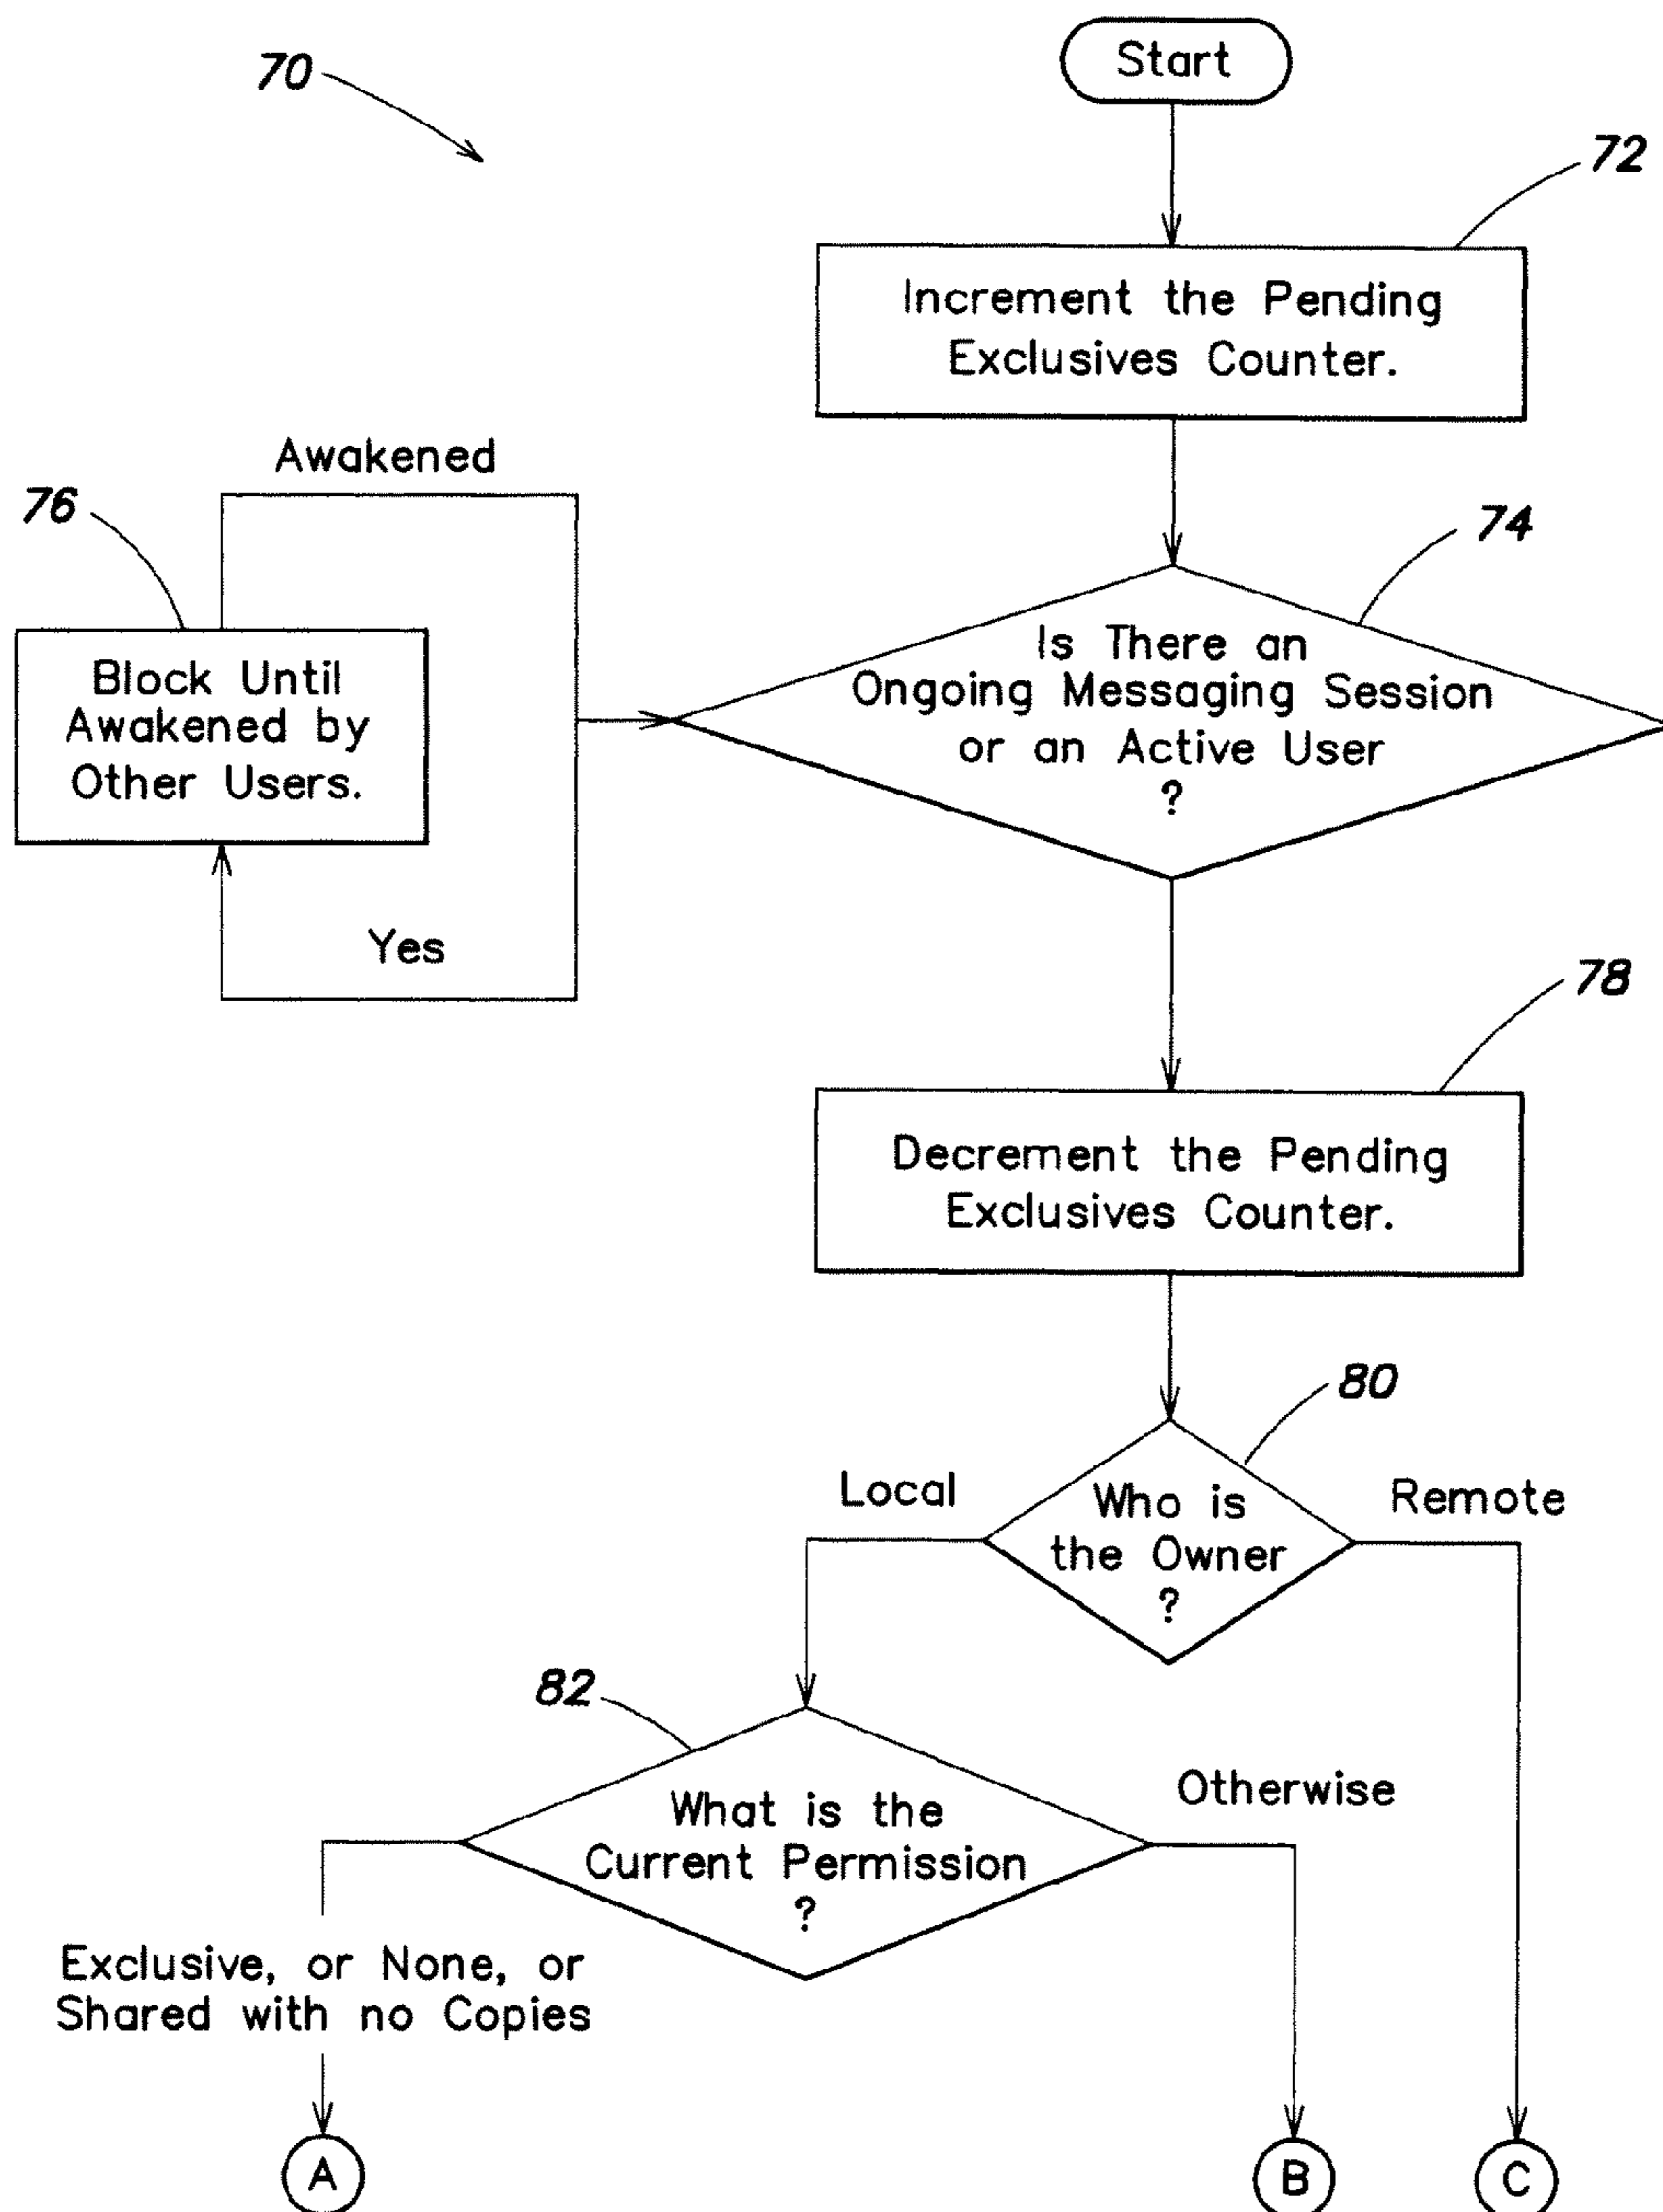 70
Start
72
Increment the Pending
Exclusives Counter.
Awakened
76
74
Block Until
Awakened by
Other Users.
Is There an
Ongoing Messaging Session
or an Active User
?
Yes
78
Decrement the Pending
Exclusives Counter.
80
Local
Who is
the Owner
?
Remote
82
What is the
Current Permission
?
Otherwise
Exclusive, or None, or
Shared with no Copies
A
B
C